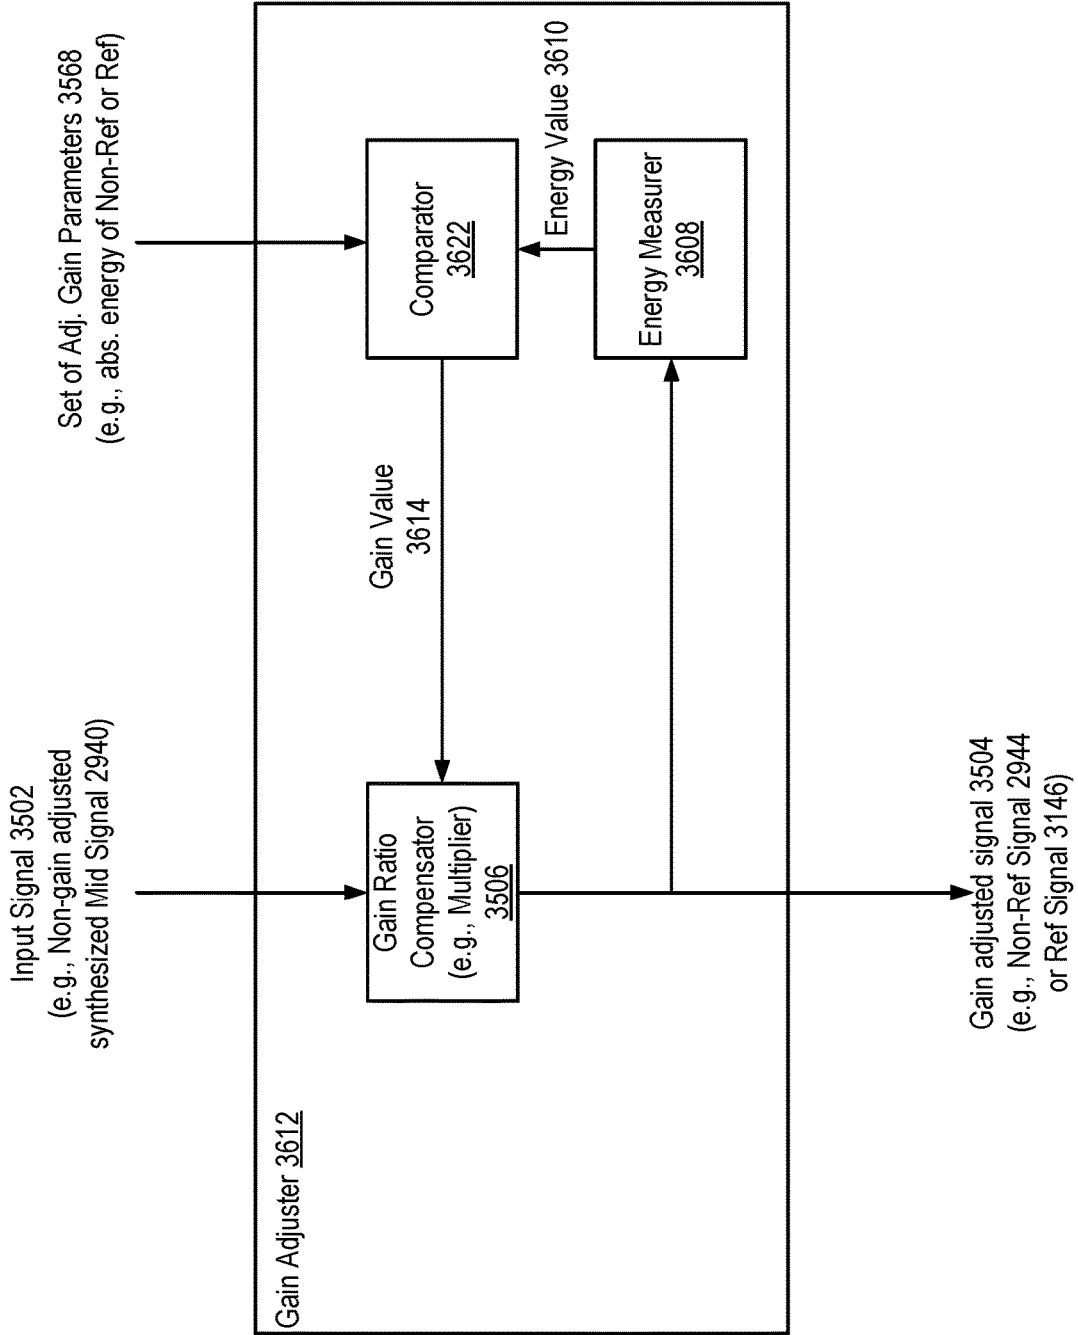 Gain Adjuster 3612
Input Signal 3502
(e.g., Non-gain adjusted
synthesized Mid Signal 2940)
Set of Adj. Gain Parameters 3568
(e.g., abs. energy of Non-Ref or Ref)
Gain Ratio
Compensator
(e.g., Multiplier)
3506
Gain Value
3614
Comparator
3622
Energy Value 3610
Energy Measurer
3608
Gain adjusted signal 3504
(e.g., Non-Ref Signal 2944
or Ref Signal 3146)